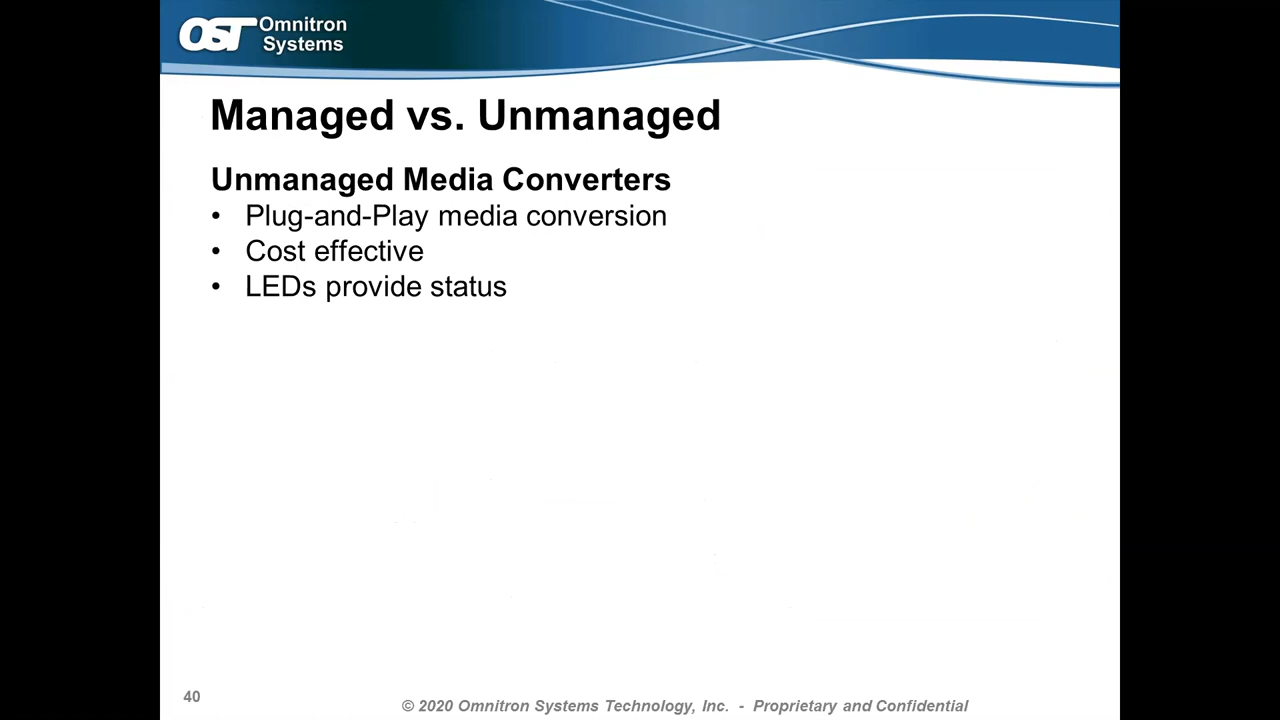 OST Omnitron
Systems
Managed vs. Unmanaged
Unmanaged Media Converters
• Plug-and-Play media conversion
• Cost effective
• LEDs provide status
40
© 2020 Omnitron Systems Technology, Inc. - Proprietary and Confidential